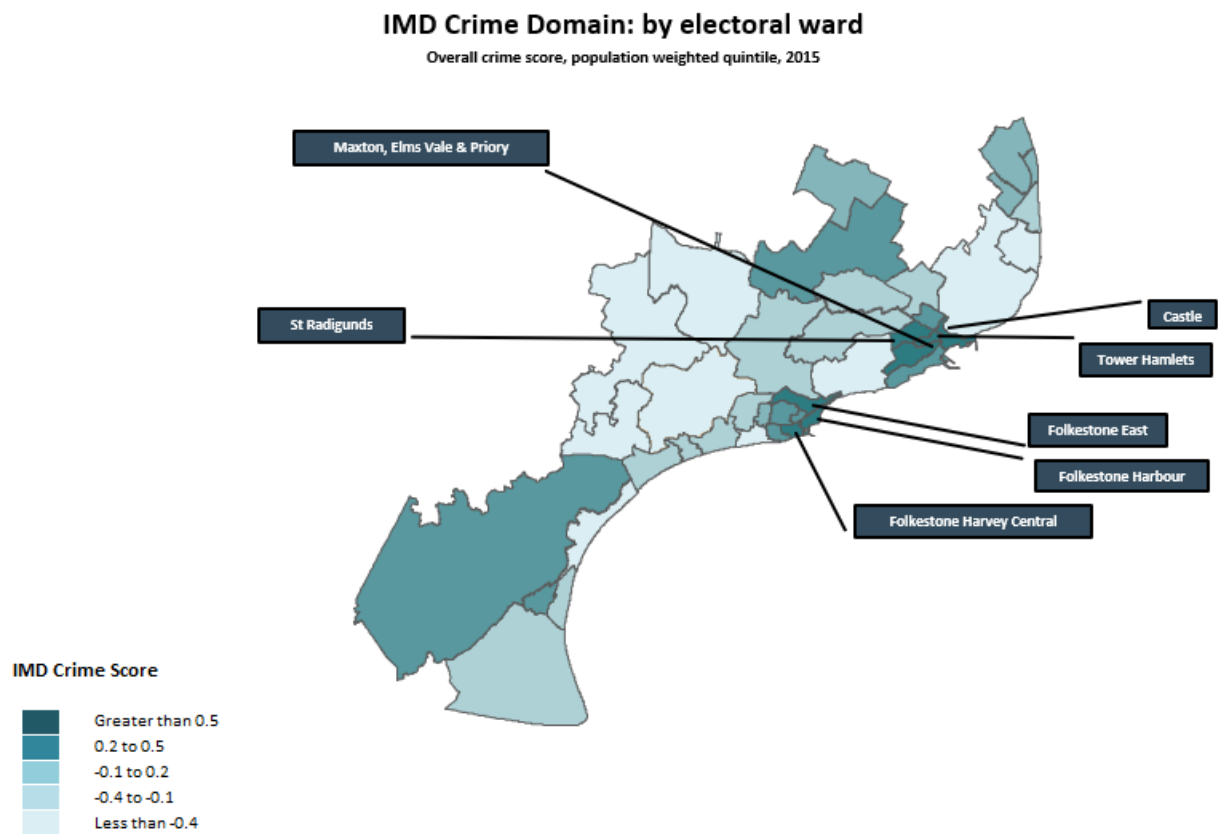 IMD Crime Domain: by electoral ward
Overall crime score, population weighted quintile, 2015
Maxton, Elms Vale & Priory
St Radigunds
Castle
Tower Hamlets
Folkestone East
Folkestone Harbour
Folkestone Harvey Central
IMD Crime Score
Greater than 0.5
0.2 to 0.5
-0.1 to 0.2
-0.4 to -0.1
Less than -0.4